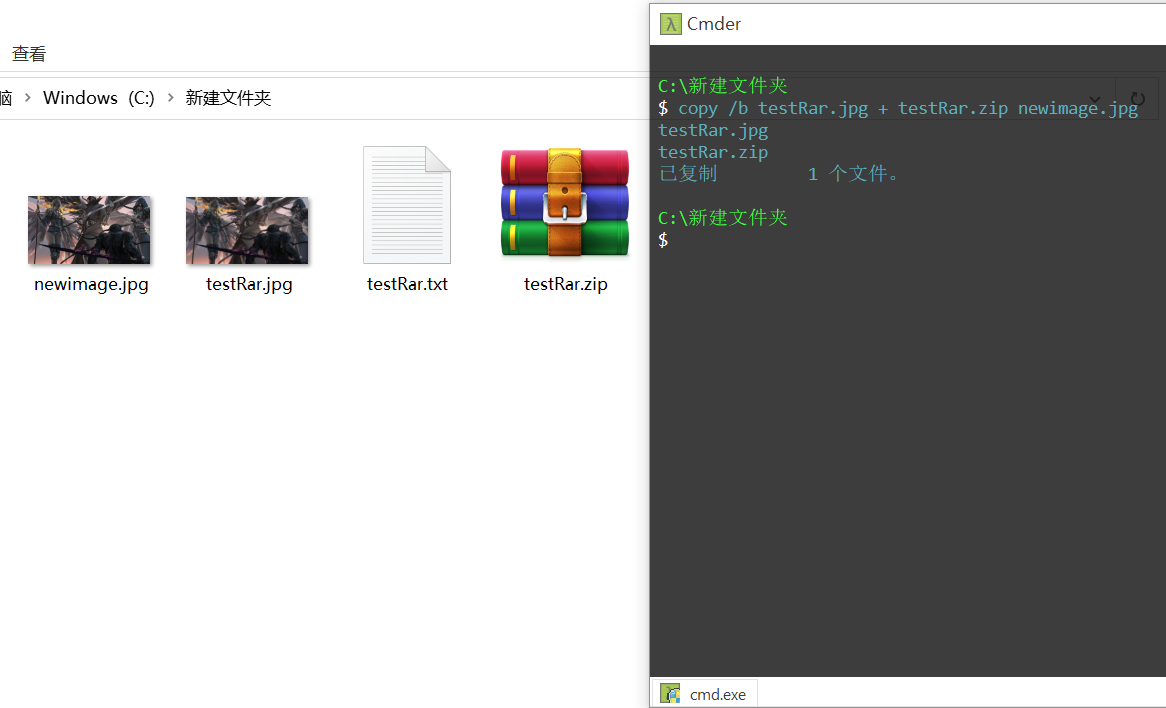 查看
脑 › Windows (C:) › 新建文件夹
newimage.jpg
testRar.jpg
testRar.txt
testRar.zip
Cmder
C:\新建文件夹
$ copy /b testRar.jpg + testRar.zip newimage.jpg
testRar.jpg
testRar.zip
已复制         1 个文件。
C:\新建文件夹
$
cmd.exe